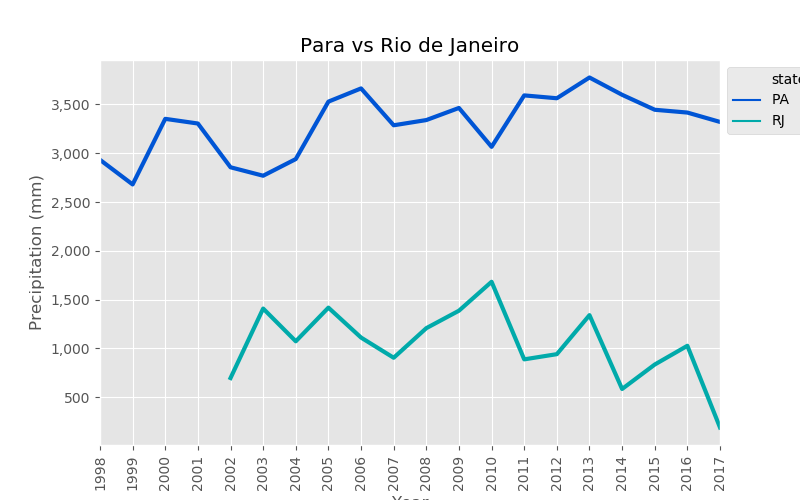 Para vs Rio de Janeiro
state
PA
RJ
3,500
3,000
2,500
2,000
1,500
1,000
500
Precipitation (mm)
1998 1999 2000 2001 2002 2003 2004 2005 2006 2007 2008 2009 2010 2011 2012 2013 2014 2015 2016 2017
Year